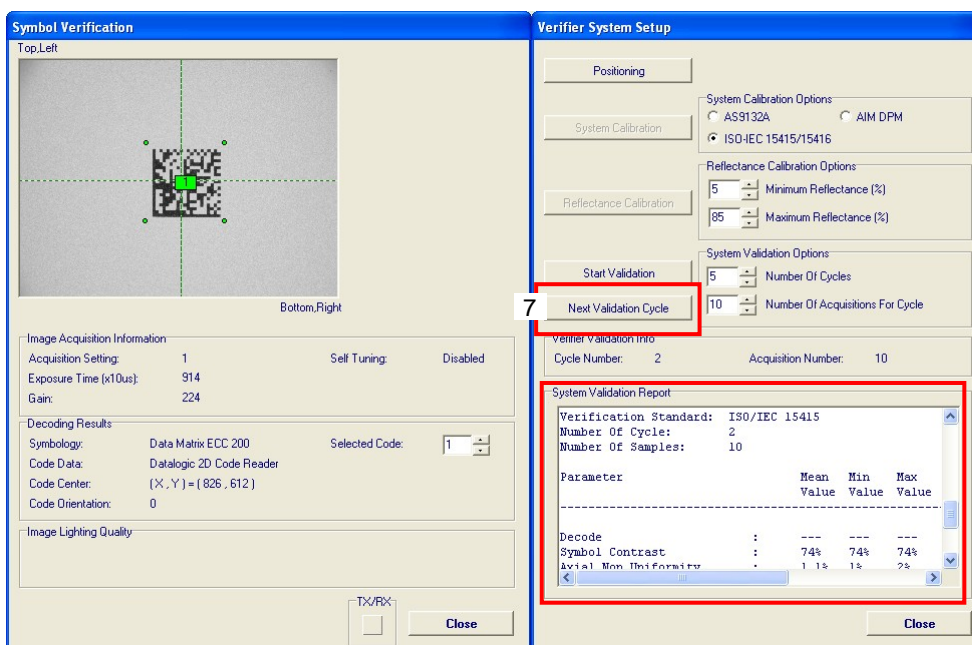 Symbol Verification
Top,Left
1
Bottom,Right
Image Acquisition Information
Acquisition Setting: 1 Self Tuning: Disabled
Exposure Time (x10us): 914
Gain: 224
Decoding Results
Symbology: Data Matrix ECC 200 Selected Code: 1
Code Data: Datalogic 2D Code Reader
Code Center: (X,Y)=(826,612)
Code Orientation: 0
Image Lighting Quality
TX/RX
Close
Verifier System Setup
Positioning
System Calibration Options
AS9132A AIM DPM
System Calibration
ISO-IEC 15415/15416
Reflectance Calibration Options
5 Minimum Reflectance (%)
Reflectance Calibration
85 Maximum Reflectance (%)
System Validation Options
Start Validation 5 Number Of Cycles
7 Next Validation Cycle 10 Number Of Acquisitions For Cycle
Verifier Validation Info
Cycle Number: 2 Acquisition Number: 10
System Validation Report
Verification Standard: ISO/IEC 15415
Number Of Cycle: 2
Number Of Samples: 10
Parameter Mean Min Max
Value Value Value
--------------------------------------------------------
Decode : --- --- ---
Symbol Contrast : 74% 74% 74%
Axial Non Uniformity : 1.1% 1% 2%
Close